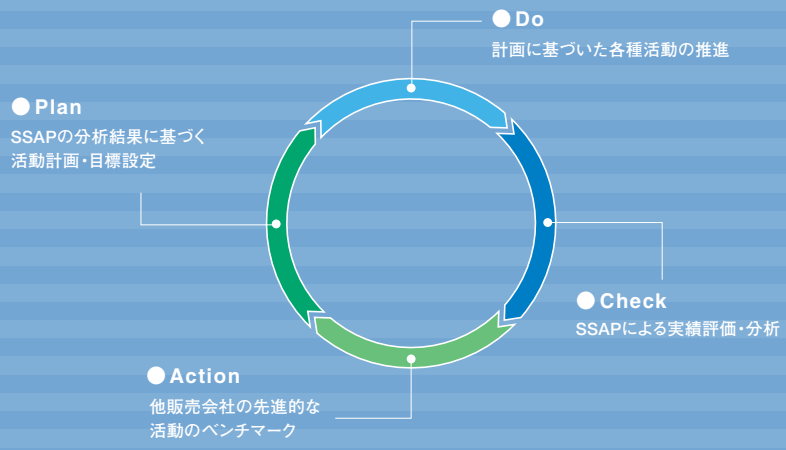 ●Do
計画に基づいた各種活動の推進
●Plan
SSAPの分析結果に基づく
活動計画・目標設定
●Check
SSAPによる実績評価・分析
●Action
他販売会社の先進的な
活動のベンチマーク